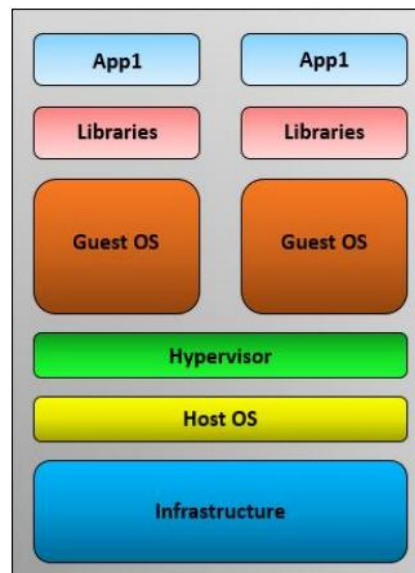 App1 App1
Libraries Libraries
Guest OS Guest OS
Hypervisor
Host OS
Infrastructure